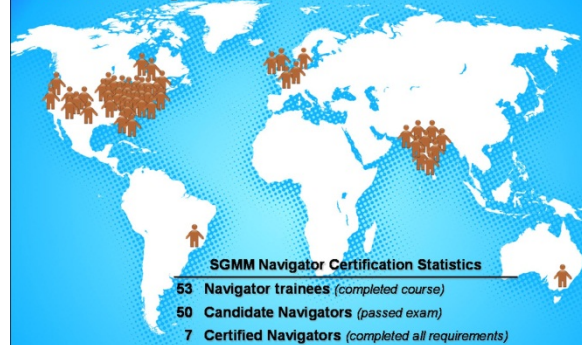 SGMM Navigator Certification Statistics
53 Navigator trainees (completed course)
50 Candidate Navigators (passed exam)
7 Certified Navigators (completed all requirements)